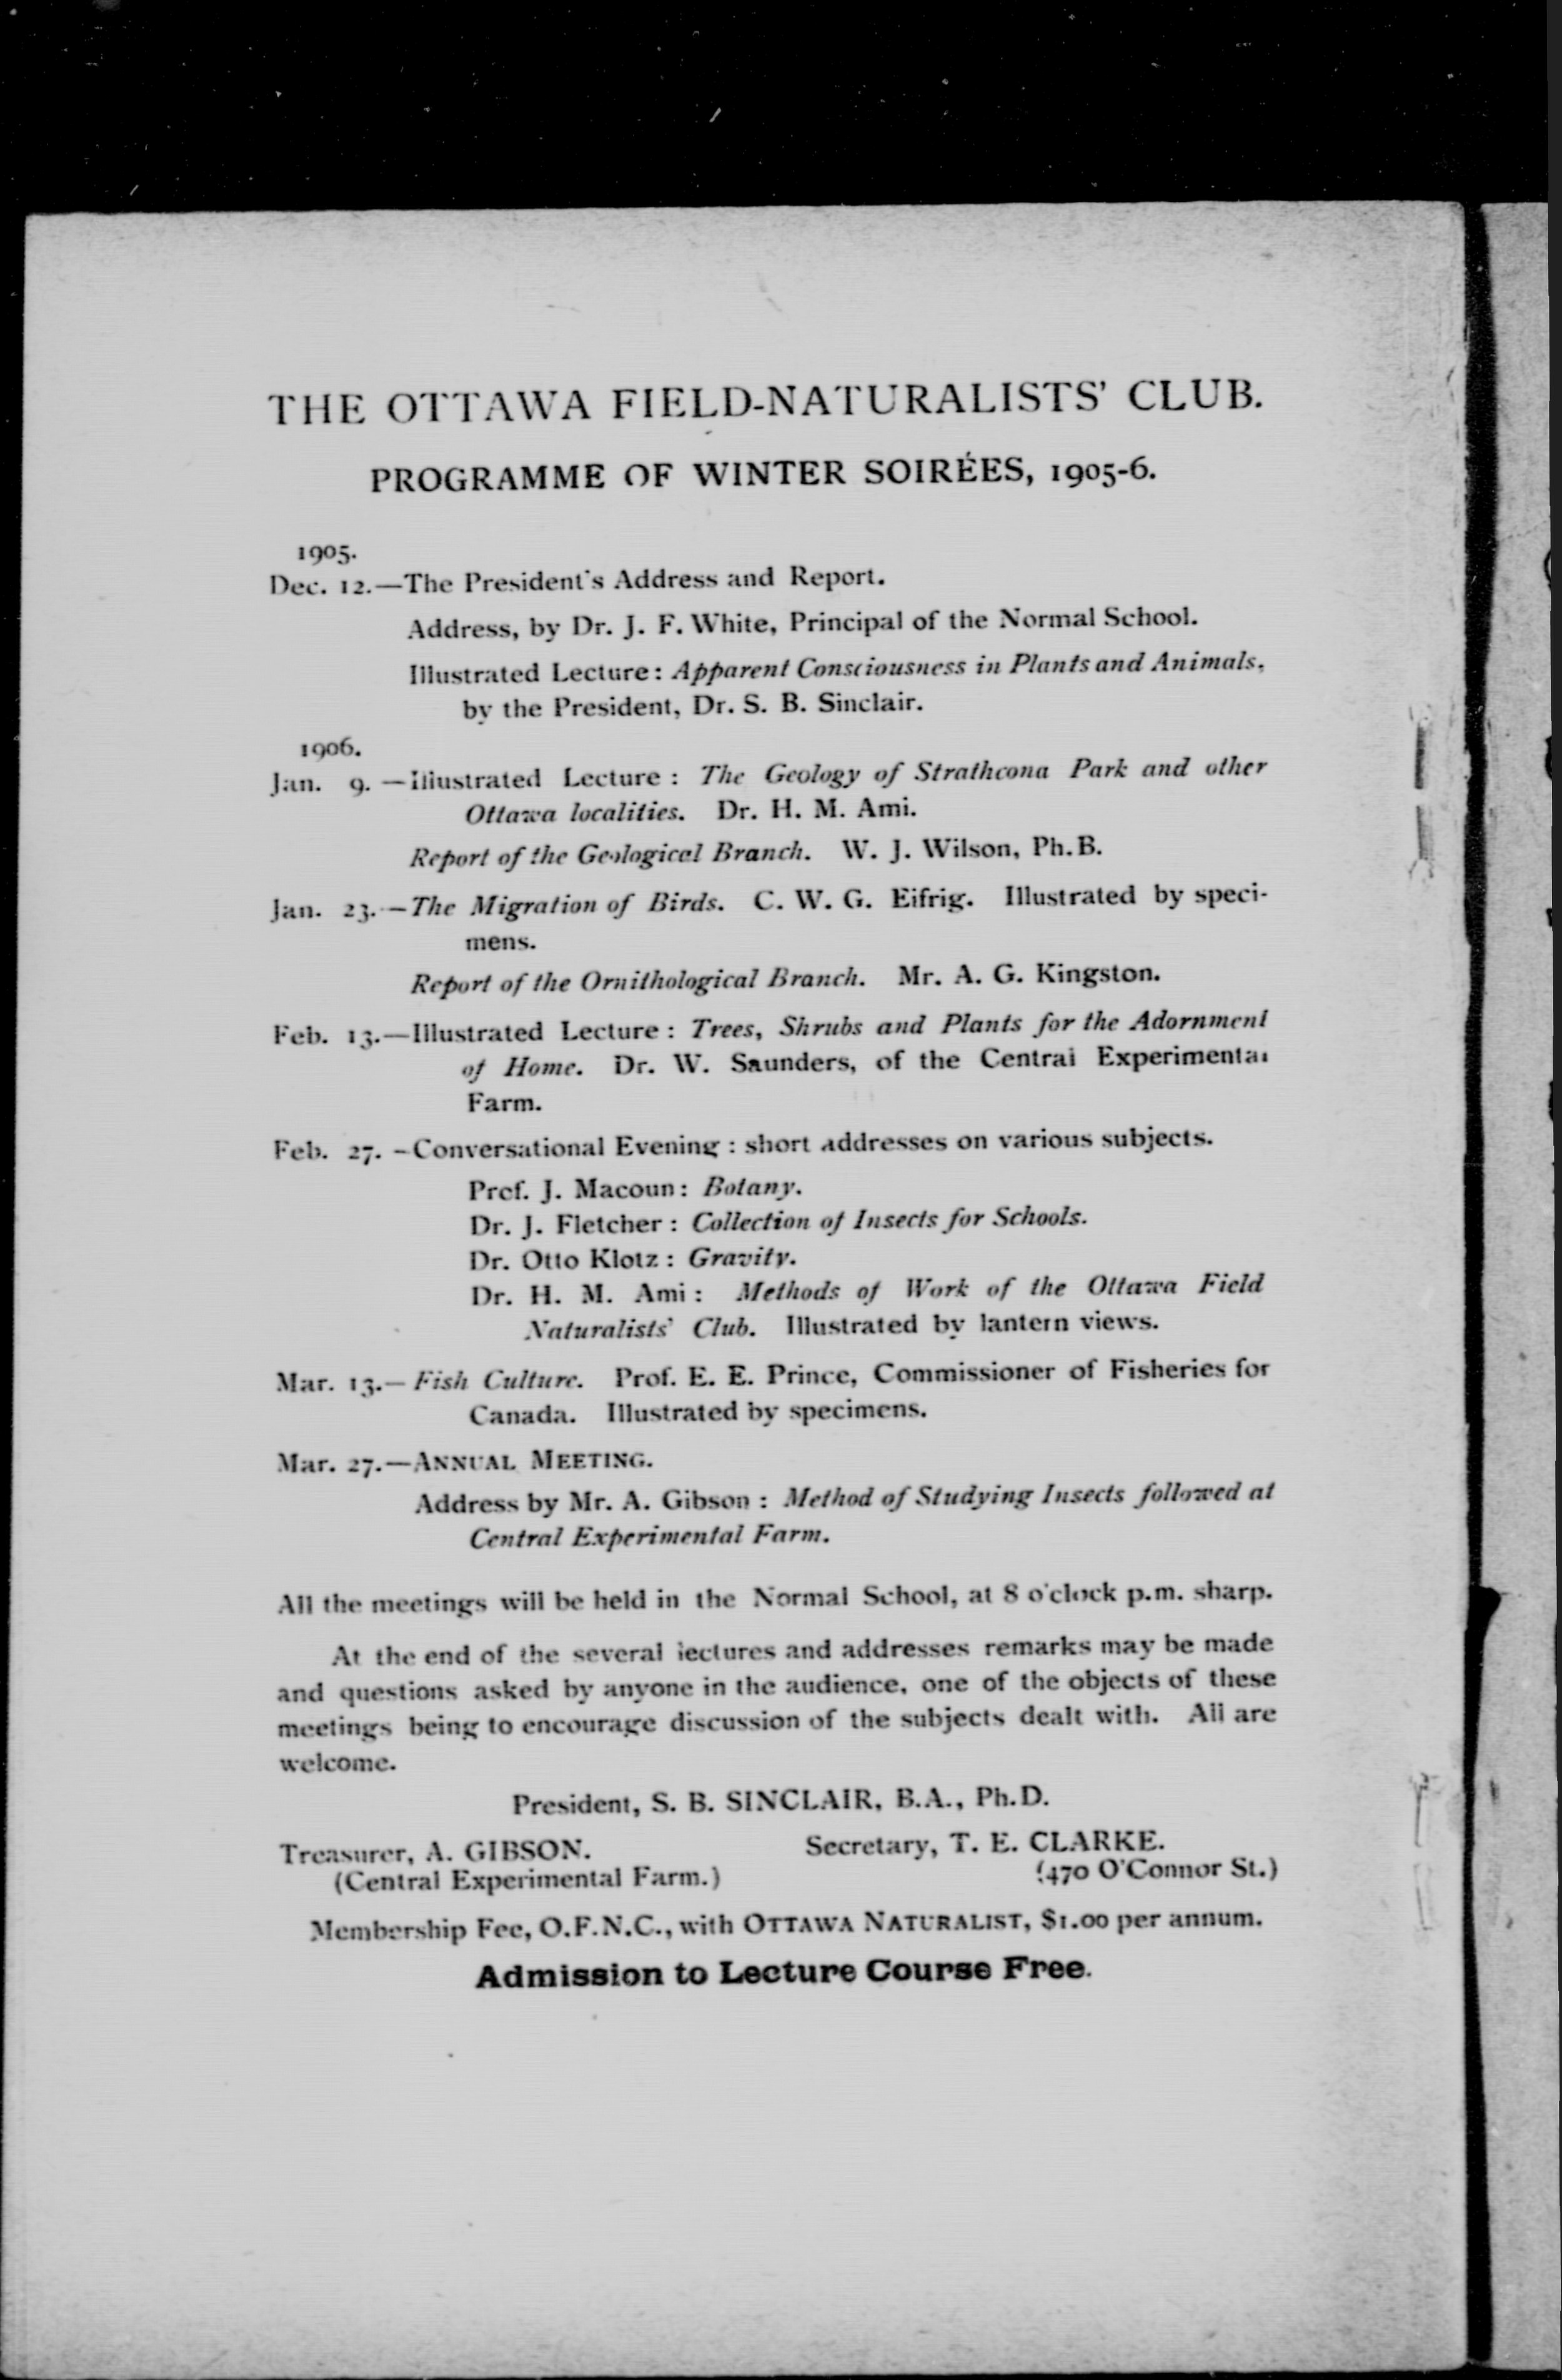 THE OTTAWA FIELD-NATURALISTS' CLUB.
PROGRAMME OF WINTER SOIRÉES, 1905-6.
1905.
Dec. 12.—The President's Address and Report.
Address, by Dr. J. F. White, Principal of the Normal School.
Illustrated Lecture: Apparent Consciousness in Plants and Animals,
by the President, Dr. S. B. Sinclair.
1906.
Jan. 9.—Illustrated Lecture: The Geology of Strathcona Park and other
Ottawa localities. Dr. H. M. Ami.
Report of the Geological Branch. W. J. Wilson, Ph.B.
Jan. 23.—The Migration of Birds. C. W. G. Eifrig. Illustrated by speci-
mens.
Report of the Ornithological Branch. Mr. A. G. Kingston.
Feb. 13.—Illustrated Lecture: Trees, Shrubs and Plants for the Adornment
of Home. Dr. W. Saunders, of the Central Experimental
Farm.
Feb. 27.—Conversational Evening: short addresses on various subjects.
Prof. J. Macoun: Botany.
Dr. J. Fletcher: Collection of Insects for Schools.
Dr. Otto Klotz: Gravity.
Dr. H. M. Ami: Methods of Work of the Ottawa Field
Naturalists' Club. Illustrated by lantern views.
Mar. 13.—Fish Culture. Prof. E. E. Prince, Commissioner of Fisheries for
Canada. Illustrated by specimens.
Mar. 27.—ANNUAL MEETING.
Address by Mr. A. Gibson: Method of Studying Insects followed at
Central Experimental Farm.
All the meetings will be held in the Normal School, at 8 o'clock p.m. sharp.
At the end of the several lectures and addresses remarks may be made
and questions asked by anyone in the audience, one of the objects of these
meetings being to encourage discussion of the subjects dealt with. All are
welcome.
President, S. B. SINCLAIR, B.A., Ph.D.
Treasurer, A. GIBSON. Secretary, T. E. CLARKE.
(Central Experimental Farm.) (470 O'Connor St.)
Membership Fee, O.F.N.C., with OTTAWA NATURALIST, $1.00 per annum.
Admission to Lecture Course Free.